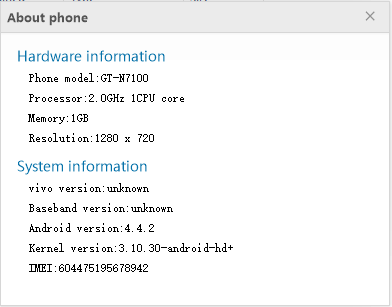 About phone
Hardware information
Phone model:GT-N7100
Processor:2.0GHz 1CPU core
Memory:1GB
Resolution:1280 x 720
System information
vivo version:unknown
Baseband version:unknown
Android version:4.4.2
Kernel version:3.10.30-android-hd+
IMEI:604475195678942